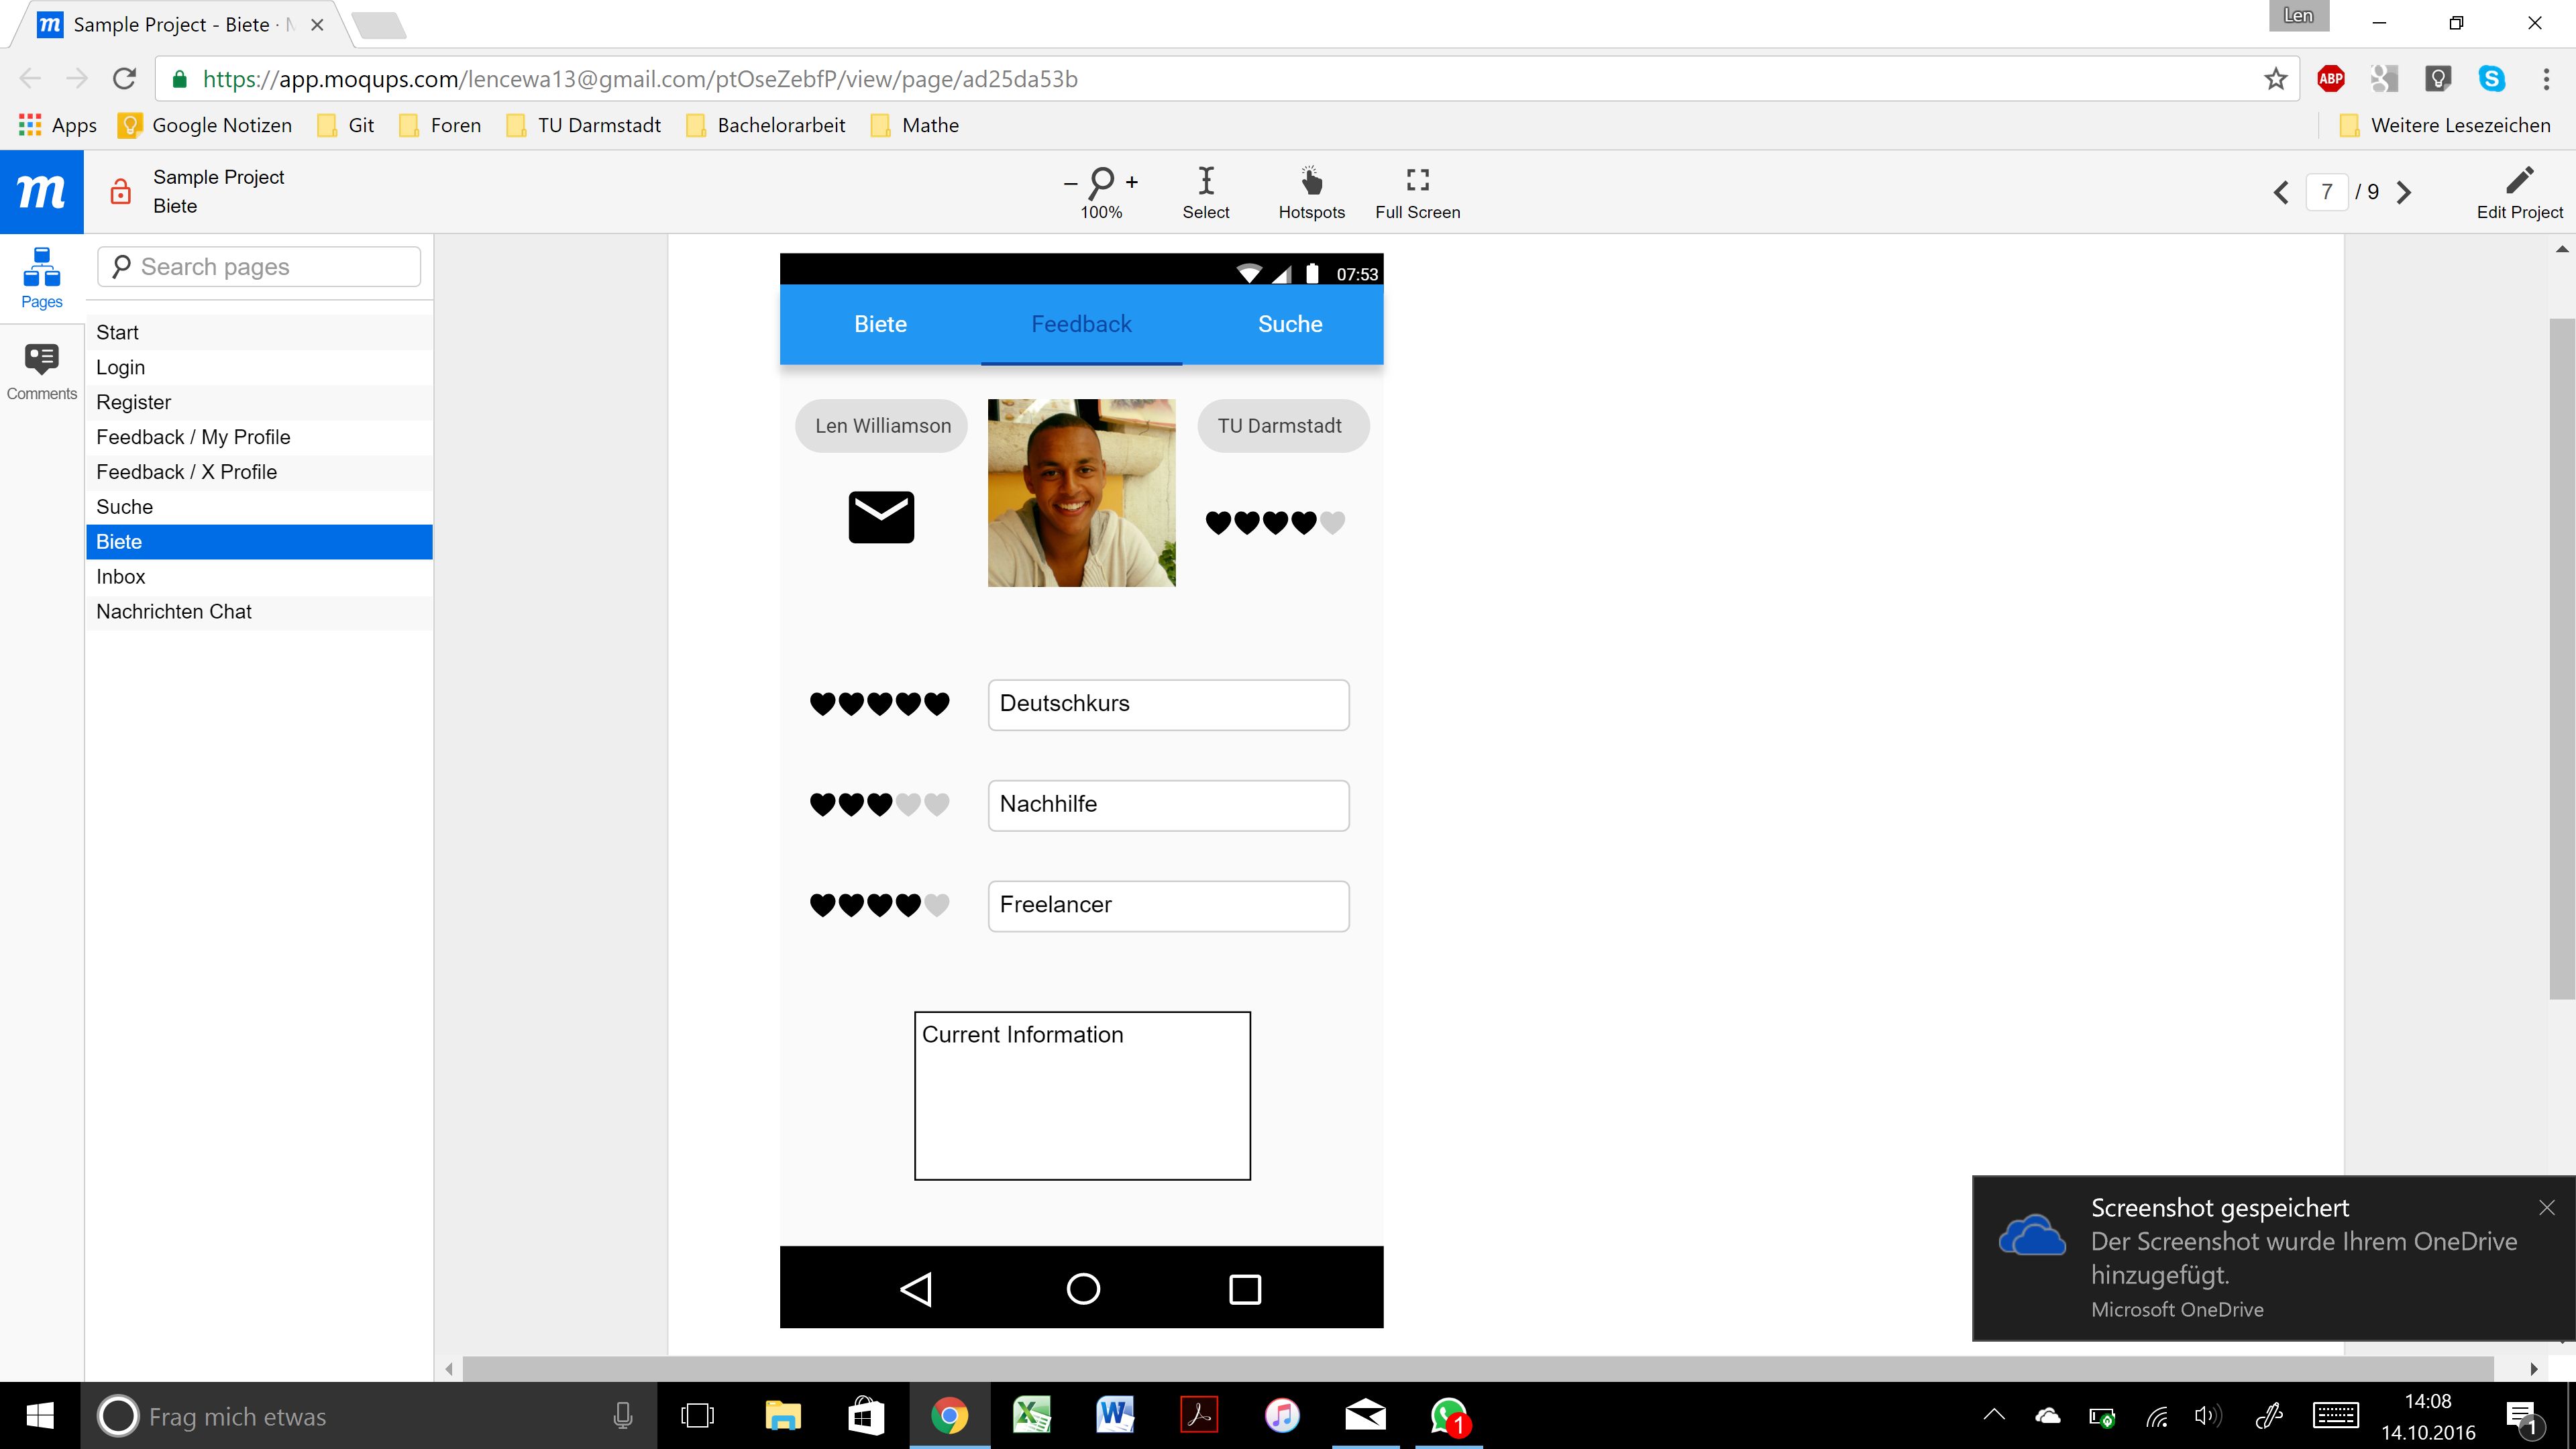 Sample Project - Biete ·
Len
https://app.moqups.com/lencewa13@gmail.com/ptOseZebfP/view/page/ad25da53b
ABP
Apps
Google Notizen
Git
Foren
TU Darmstadt
Bachelorarbeit
Mathe
Weitere Lesezeichen
m
Sample Project
Biete
100%
Select
Hotspots
Full Screen
7 / 9
Edit Project
Pages
Comments
Search pages
Start
Login
Register
Feedback / My Profile
Feedback / X Profile
Suche
Biete
Inbox
Nachrichten Chat
07:53
Biete
Feedback
Suche
Len Williamson
TU Darmstadt
Deutschkurs
Nachhilfe
Freelancer
Current Information
Screenshot gespeichert
Der Screenshot wurde Ihrem OneDrive
hinzugefügt.
Microsoft OneDrive
Frag mich etwas
1
14:08
14.10.2016
1